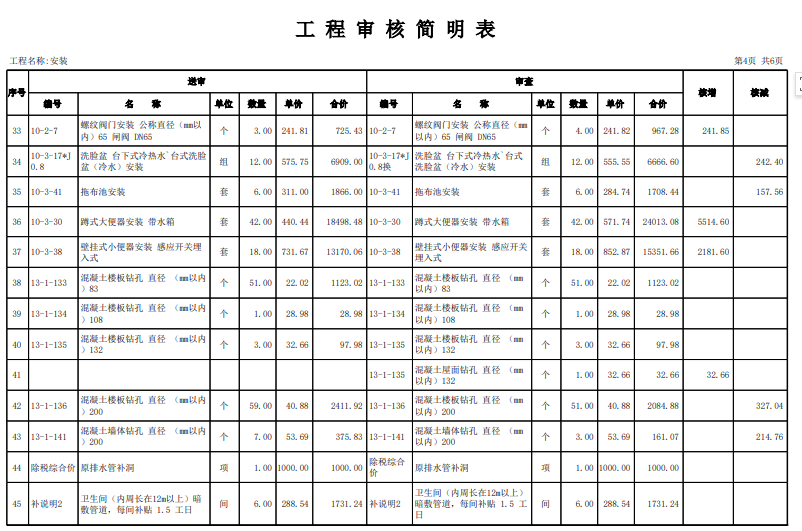 工程审核简明表
工程名称:安装 第4页 共6页
序号 送审 审查 核增 核减
编号 名 称 单位 数量 单价 合价 编号 名 称 单位 数量 单价 合价
33 10-2-7 螺纹阀门安装 公称直径（mm以内）65 闸阀 DN65 个 3.00 241.81 725.43 10-2-7 螺纹阀门安装 公称直径（mm以内）65 闸阀 DN65 个 4.00 241.82 967.28 241.85
34 10-3-17*J0.8 洗脸盆 台下式冷热水`台式洗脸盆（冷水）安装 组 12.00 575.75 6909.00 10-3-17*J0.8换 洗脸盆 台下式冷热水`台式洗脸盆（冷水）安装 组 12.00 555.55 6666.60 242.40
35 10-3-41 拖布池安装 套 6.00 311.00 1866.00 10-3-41 拖布池安装 套 6.00 284.74 1708.44 157.56
36 10-3-30 蹲式大便器安装 带水箱 套 42.00 440.44 18498.48 10-3-30 蹲式大便器安装 带水箱 套 42.00 571.74 24013.08 5514.60
37 10-3-38 壁挂式小便器安装 感应开关埋入式 套 18.00 731.67 13170.06 10-3-38 壁挂式小便器安装 感应开关埋入式 套 18.00 852.87 15351.66 2181.60
38 13-1-133 混凝土楼板钻孔 直径 （mm以内）83 个 51.00 22.02 1123.02 13-1-133 混凝土楼板钻孔 直径 （mm以内）83 个 51.00 22.02 1123.02
39 13-1-134 混凝土楼板钻孔 直径 （mm以内）108 个 1.00 28.98 28.98 13-1-134 混凝土楼板钻孔 直径 （mm以内）108 个 1.00 28.98 28.98
40 13-1-135 混凝土楼板钻孔 直径 （mm以内）132 个 3.00 32.66 97.98 13-1-135 混凝土楼板钻孔 直径 （mm以内）132 个 3.00 32.66 97.98
41 13-1-135 混凝土屋面钻孔 直径 （mm以内）132 个 1.00 32.66 32.66 32.66
42 13-1-136 混凝土楼板钻孔 直径 （mm以内）200 个 59.00 40.88 2411.92 13-1-136 混凝土楼板钻孔 直径 （mm以内）200 个 51.00 40.88 2084.88 327.04
43 13-1-141 混凝土墙体钻孔 直径 （mm以内）200 个 7.00 53.69 375.83 13-1-141 混凝土墙体钻孔 直径 （mm以内）200 个 3.00 53.69 161.07 214.76
44 除税综合价 原排水管补洞 项 1.00 1000.00 1000.00 除税综合价 原排水管补洞 项 1.00 1000.00 1000.00
45 补说明2 卫生间（内周长在12m以上）暗敷管道，每间补贴 1.5 工日 间 6.00 288.54 1731.24 补说明2 卫生间（内周长在12m以上）暗敷管道，每间补贴 1.5 工日 间 6.00 288.54 1731.24